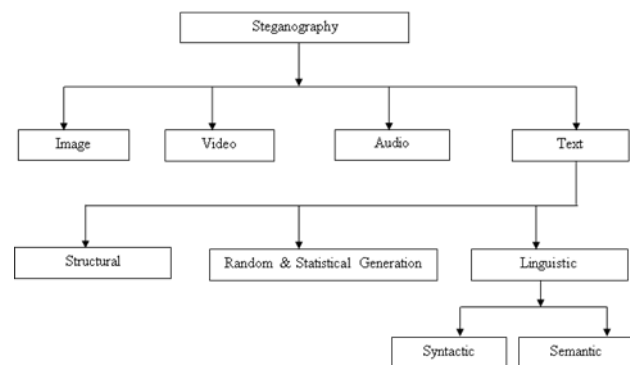 Steganography
Image
Video
Audio
Text
Structural
Random & Statistical Generation
Linguistic
Syntactic
Semantic